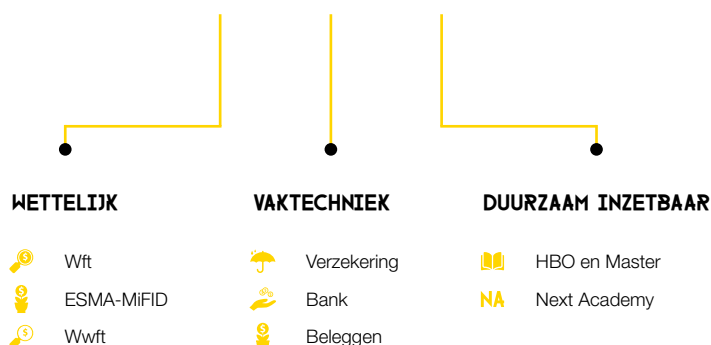 WETTELIJK
Wft
ESMA-MiFID
Wwft
VAKTECHNIEK
Verzekering
Bank
Beleggen
DUURZAAM INZETBAAR
HBO en Master
NA Next Academy